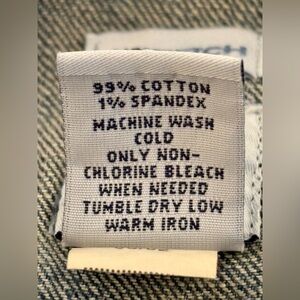 99% COTTON
1% SPANDEX
MACHINE WASH
COLD
ONLY NON-
CHLORINE BLEACH
WHEN NEEDED
TUMBLE DRY LOW
WARM IRON